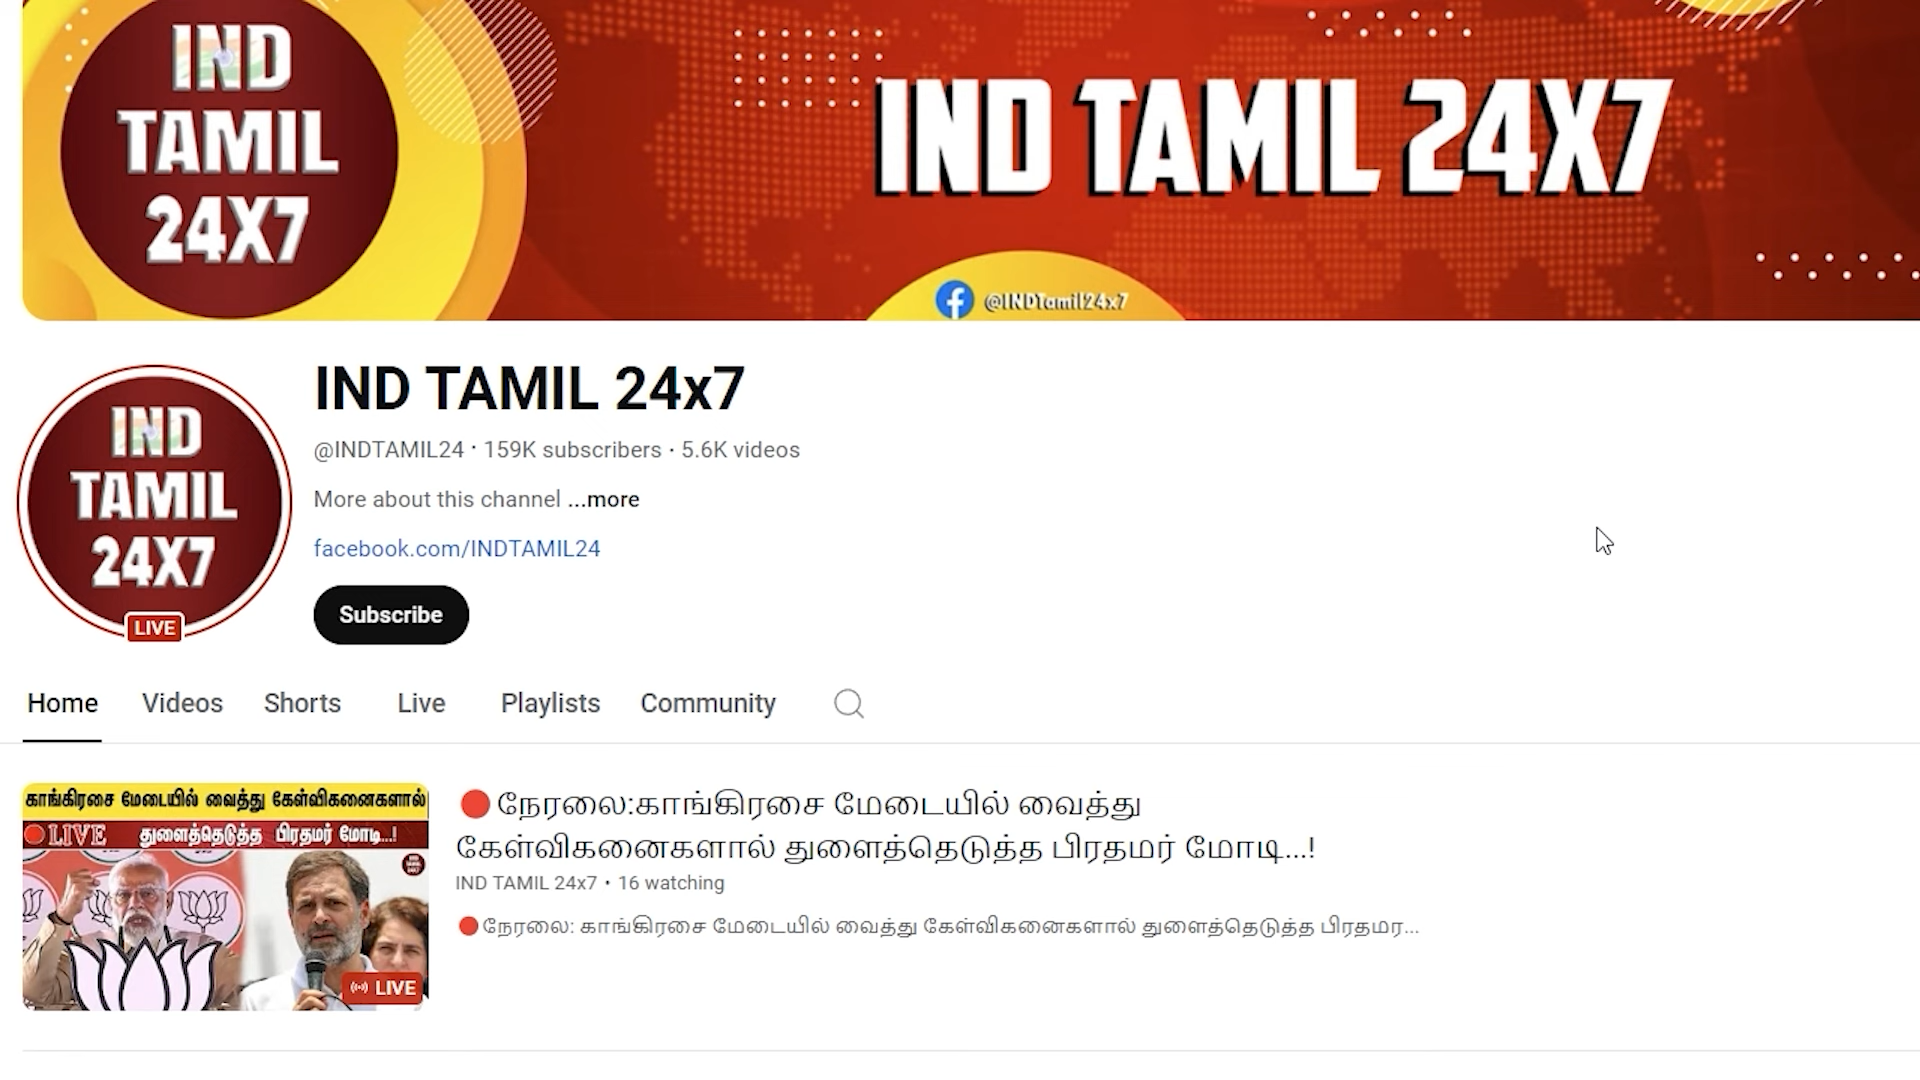 IND
TAMIL
24X7
IND TAMIL 24X7
@INDTamil24x7
IND
TAMIL
24X7
LIVE
IND TAMIL 24x7
@INDTAMIL24 · 159K subscribers · 5.6K videos
More about this channel ...more
facebook.com/INDTAMIL24
Subscribe
Home Videos Shorts Live Playlists Community
காங்கிரசை மேடையில் வைத்து கேள்விகனைகளால்
LIVE துளைத்தெடுத்த பிரதமர் மோடி...!
LIVE
🔴நேரலை:காங்கிரசை மேடையில் வைத்து
கேள்விகனைகளால் துளைத்தெடுத்த பிரதமர் மோடி...!
IND TAMIL 24x7 • 16 watching
🔴நேரலை: காங்கிரசை மேடையில் வைத்து கேள்விகனைகளால் துளைத்தெடுத்த பிரதமர...